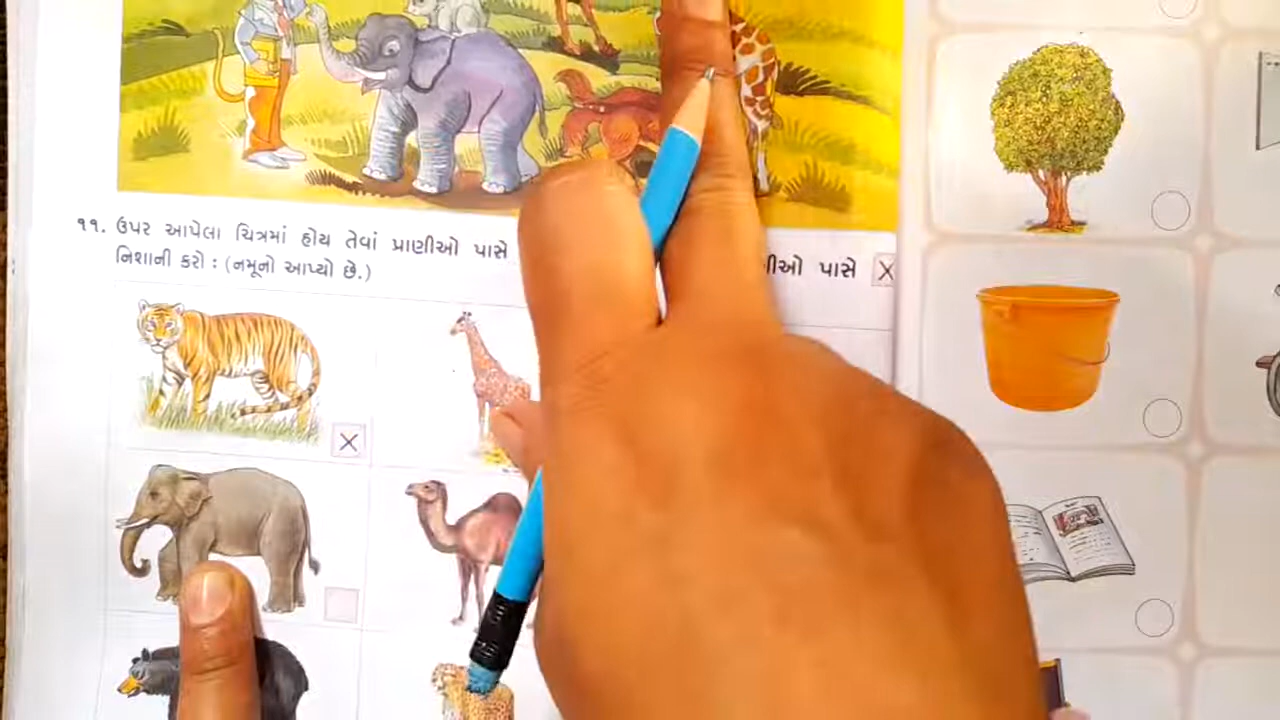 ૧૧. ઉપર આપેલા ચિત્રમાં હોય તેવાં પ્રાણીઓ પાસે પાસે X
નિશાની કરો : (નમૂનો આપ્યો છે.)
X